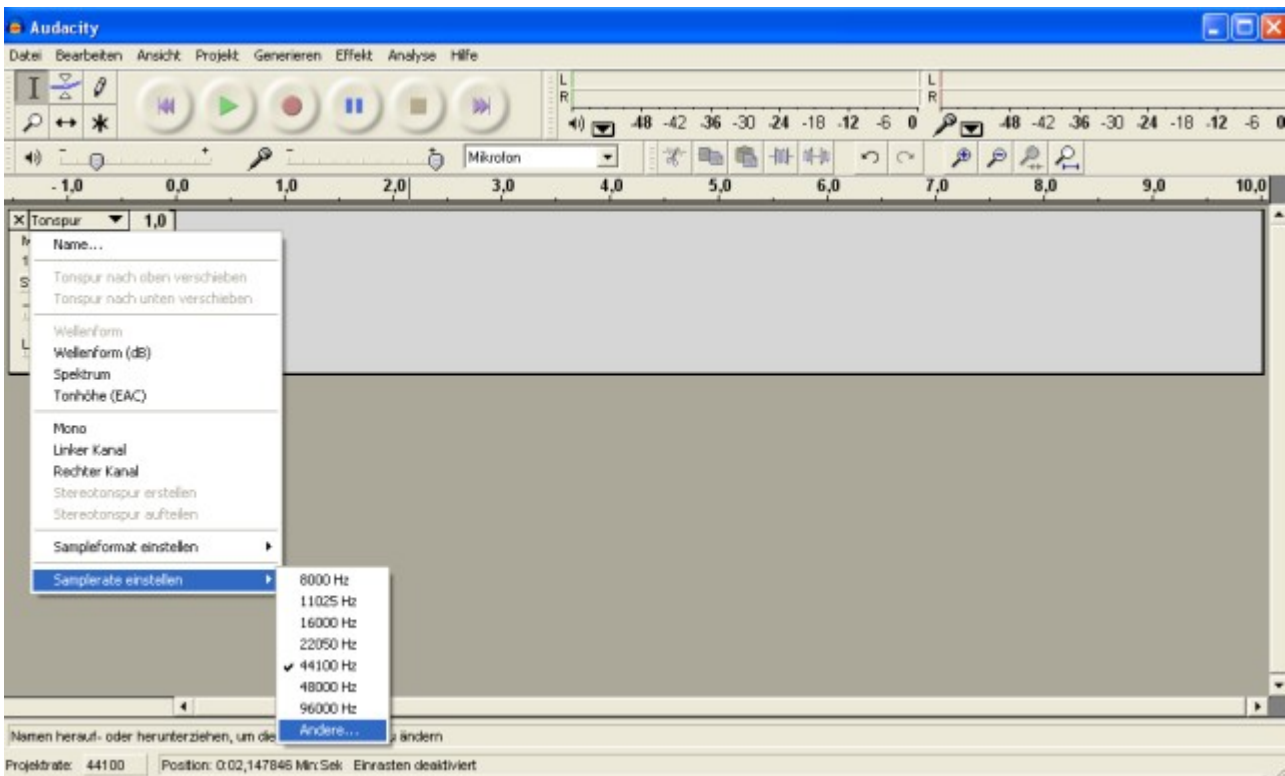 Audacity
Datei Bearbeiten Ansicht Projekt Generieren Effekt Analyse Hilfe
L
R
-48 -42 -36 -30 -24 -18 -12 -6 0
L
R
-48 -42 -36 -30 -24 -18 -12 -6 0
Mikrofon
- 1,0 0,0 1,0 2,0 3,0 4,0 5,0 6,0 7,0 8,0 9,0 10,0
Tonspur 1,0
Name...
Tonspur nach oben verschieben
Tonspur nach unten verschieben
Wellenform
Wellenform (dB)
Spektrum
Tonhöhe (EAC)
Mono
Linker Kanal
Rechter Kanal
Stereotonspur erstellen
Stereotonspur aufteilen
Sampleformat einstellen
Samplerate einstellen
8000 Hz
11025 Hz
16000 Hz
22050 Hz
44100 Hz
48000 Hz
96000 Hz
Andere...
Namen herauf- oder herunterziehen, um die ändern
Projektrate: 44100 Position: 0:02,147846 Min:Sek Einrasten deaktiviert